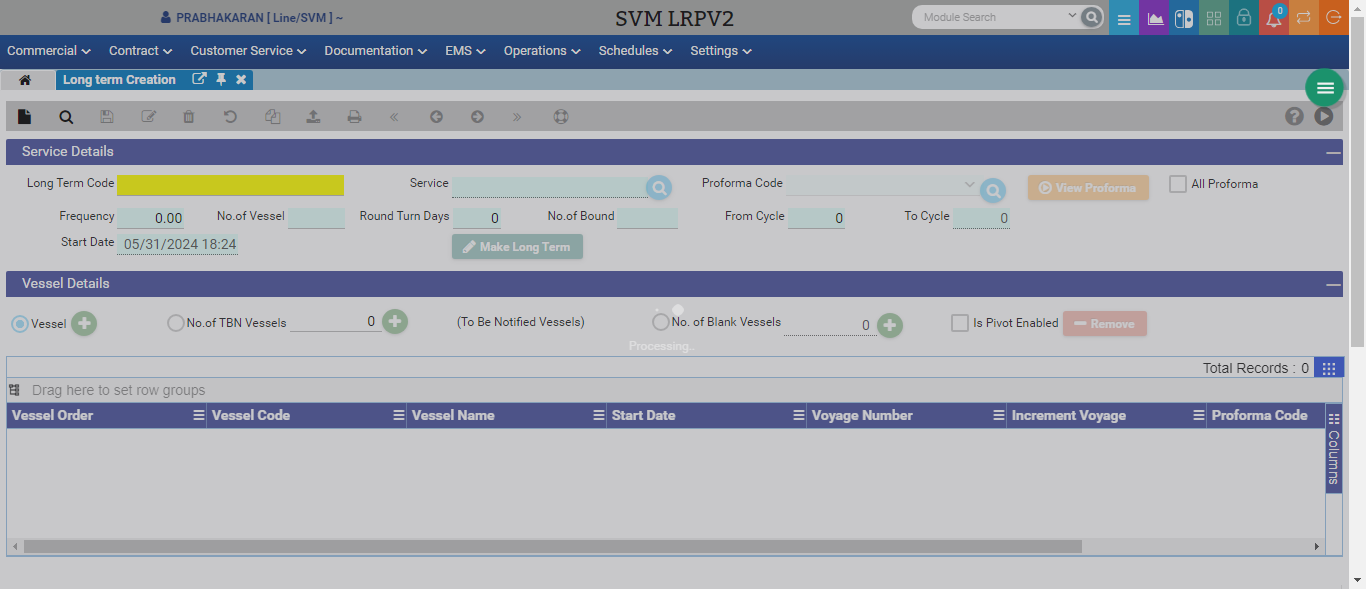 PRABHAKARAN [ Line/SVM ] ~
SVM LRPV2
Module Search
0
Commercial
Contract
Customer Service
Documentation
EMS
Operations
Schedules
Settings
Long term Creation
Service Details
Long Term Code
Service
Proforma Code
View Proforma
All Proforma
Frequency 0.00
No.of Vessel
Round Turn Days 0
No.of Bound
From Cycle 0
To Cycle 0
Start Date 05/31/2024 18:24
Make Long Term
Vessel Details
Vessel
No.of TBN Vessels 0
(To Be Notified Vessels)
No. of Blank Vessels 0
Is Pivot Enabled
Remove
Processing..
Total Records : 0
Drag here to set row groups
Vessel Order
Vessel Code
Vessel Name
Start Date
Voyage Number
Increment Voyage
Proforma Code
Columns